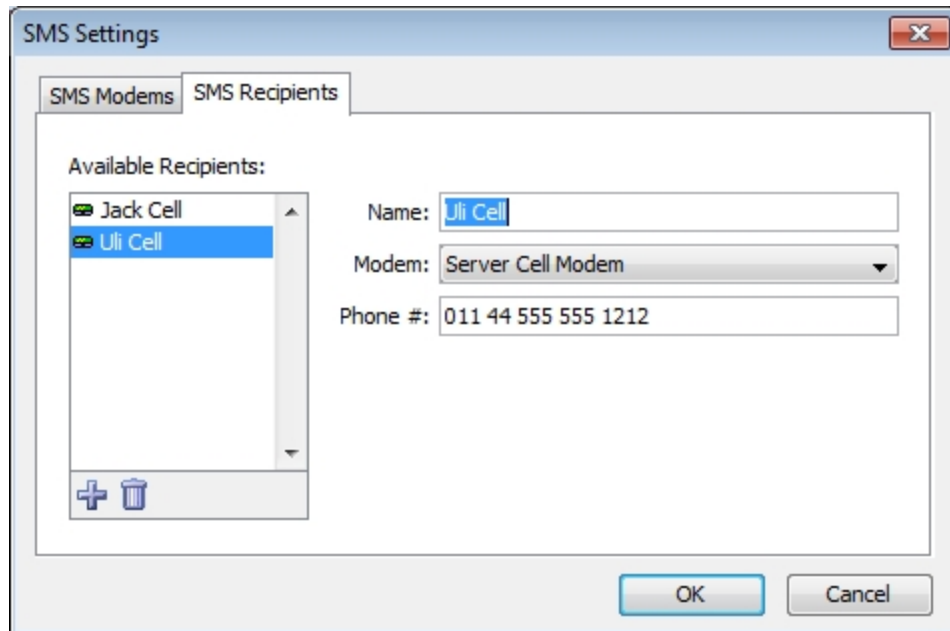 SMS Settings
SMS Modems
SMS Recipients
Available Recipients:
Jack Cell
Uli Cell
Name: Uli Cell
Modem: Server Cell Modem
Phone #: 011 44 555 555 1212
OK
Cancel